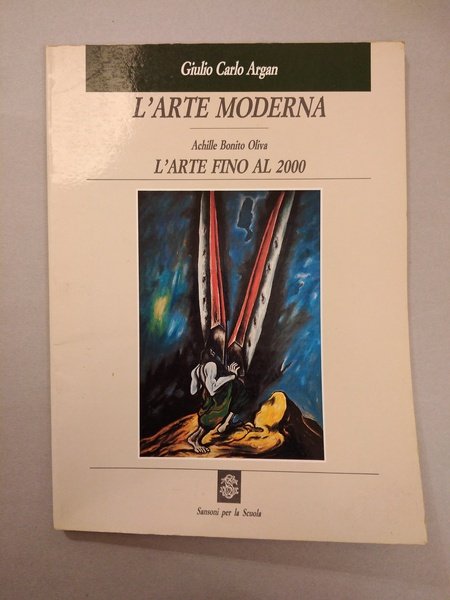 Giulio Carlo Argan
L'ARTE MODERNA
Achille Bonito Oliva
L'ARTE FINO AL 2000
Sansoni per la Scuola